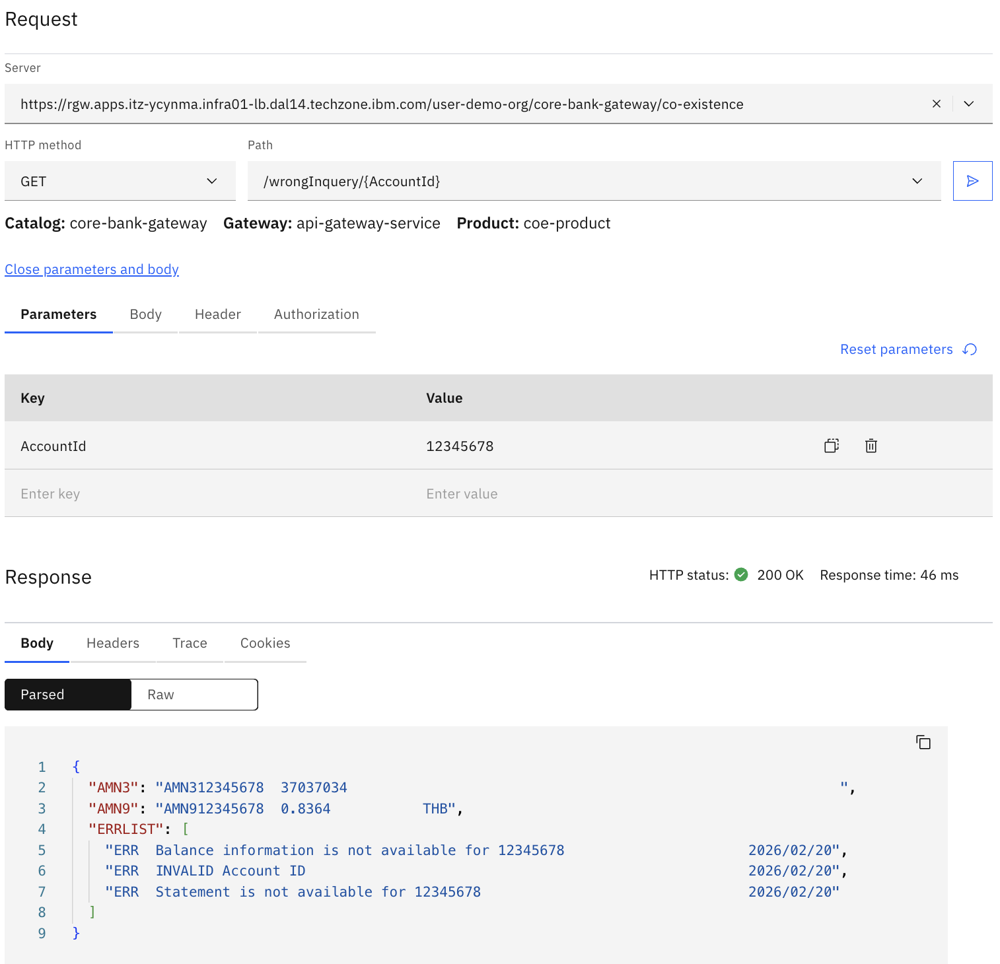 Request
Server
https://rgw.apps.itz-ycynma.infra01-lb.dal14.techzone.ibm.com/user-demo-org/core-bank-gateway/co-existence
HTTP method Path
GET /wrongInquery/{AccountId}
Catalog: core-bank-gateway Gateway: api-gateway-service Product: coe-product
Close parameters and body
Parameters Body Header Authorization
Reset parameters
Key Value
AccountId 12345678
Enter key Enter value
Response HTTP status: 200 OK Response time: 46 ms
Body Headers Trace Cookies
Parsed Raw
1 {
2 "AMN3": "AMN312345678  37037034                                                           ",
3 "AMN9": "AMN912345678  0.8364           THB",
4 "ERRLIST": [
5 "ERR  Balance information is not available for 12345678                      2026/02/20",
6 "ERR  INVALID Account ID                                                     2026/02/20",
7 "ERR  Statement is not available for 12345678                                2026/02/20"
8 ]
9 }